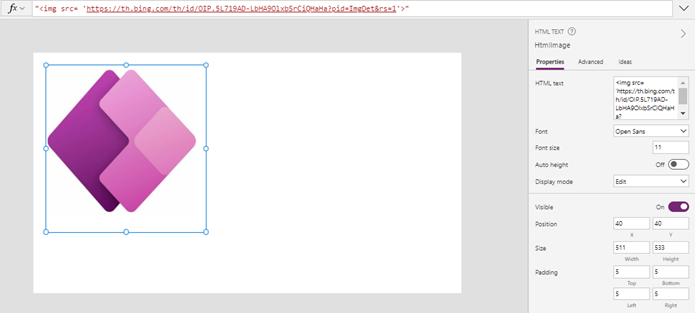 fx "<img src= 'https://th.bing.com/th/id/OIP.5L719AD-LbHA9OlxbSrCiQHaHa?pid=ImgDet&rs=1'>"
HTML TEXT
HtmlImage
Properties Advanced Ideas
HTML text <img src=
'https://th.bing.com/t
h/id/OIP.5L719AD-
LbHA9OlxbSrCiQHaH
a?
Font Open Sans
Font size 11
Auto height Off
Display mode Edit
Visible On
Position 40 40
X Y
Size 511 533
Width Height
Padding 5 5
Top Bottom
5 5
Left Right